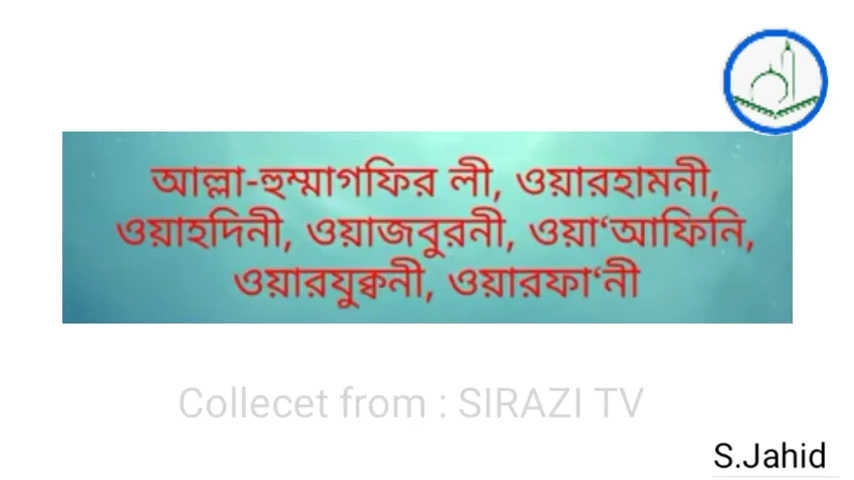 আল্লা-হুম্মাগফির লী, ওয়ারহামনী,
ওয়াহদিনী, ওয়াজবুরনী, ওয়া‘আফিনি,
ওয়ারযুক্বনী, ওয়ারফা‘নী
Collecet from : SIRAZI TV
S.Jahid